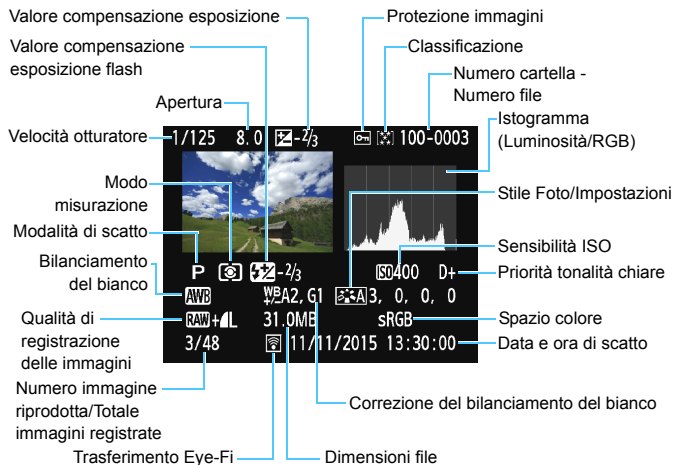 Valore compensazione esposizione
Protezione immagini
Valore compensazione
esposizione flash
Classificazione
Numero cartella -
Numero file
Apertura
Istogramma
(Luminosità/RGB)
Velocità otturatore
1/125 8.0 -2/3 100-0003
Modo
misurazione
Stile Foto/Impostazioni
Modalità di scatto
Sensibilità ISO
P -2/3 ISO400 D+
Priorità tonalità chiare
Bilanciamento
del bianco
AWB WB+/-A2, G1 A3, 0, 0, 0
Qualità di
registrazione
delle immagini
RAW+L 31.0MB sRGB
Spazio colore
3/48 11/11/2015 13:30:00
Data e ora di scatto
Numero immagine
riprodotta/Totale
immagini registrate
Correzione del bilanciamento del bianco
Trasferimento Eye-Fi
Dimensioni file